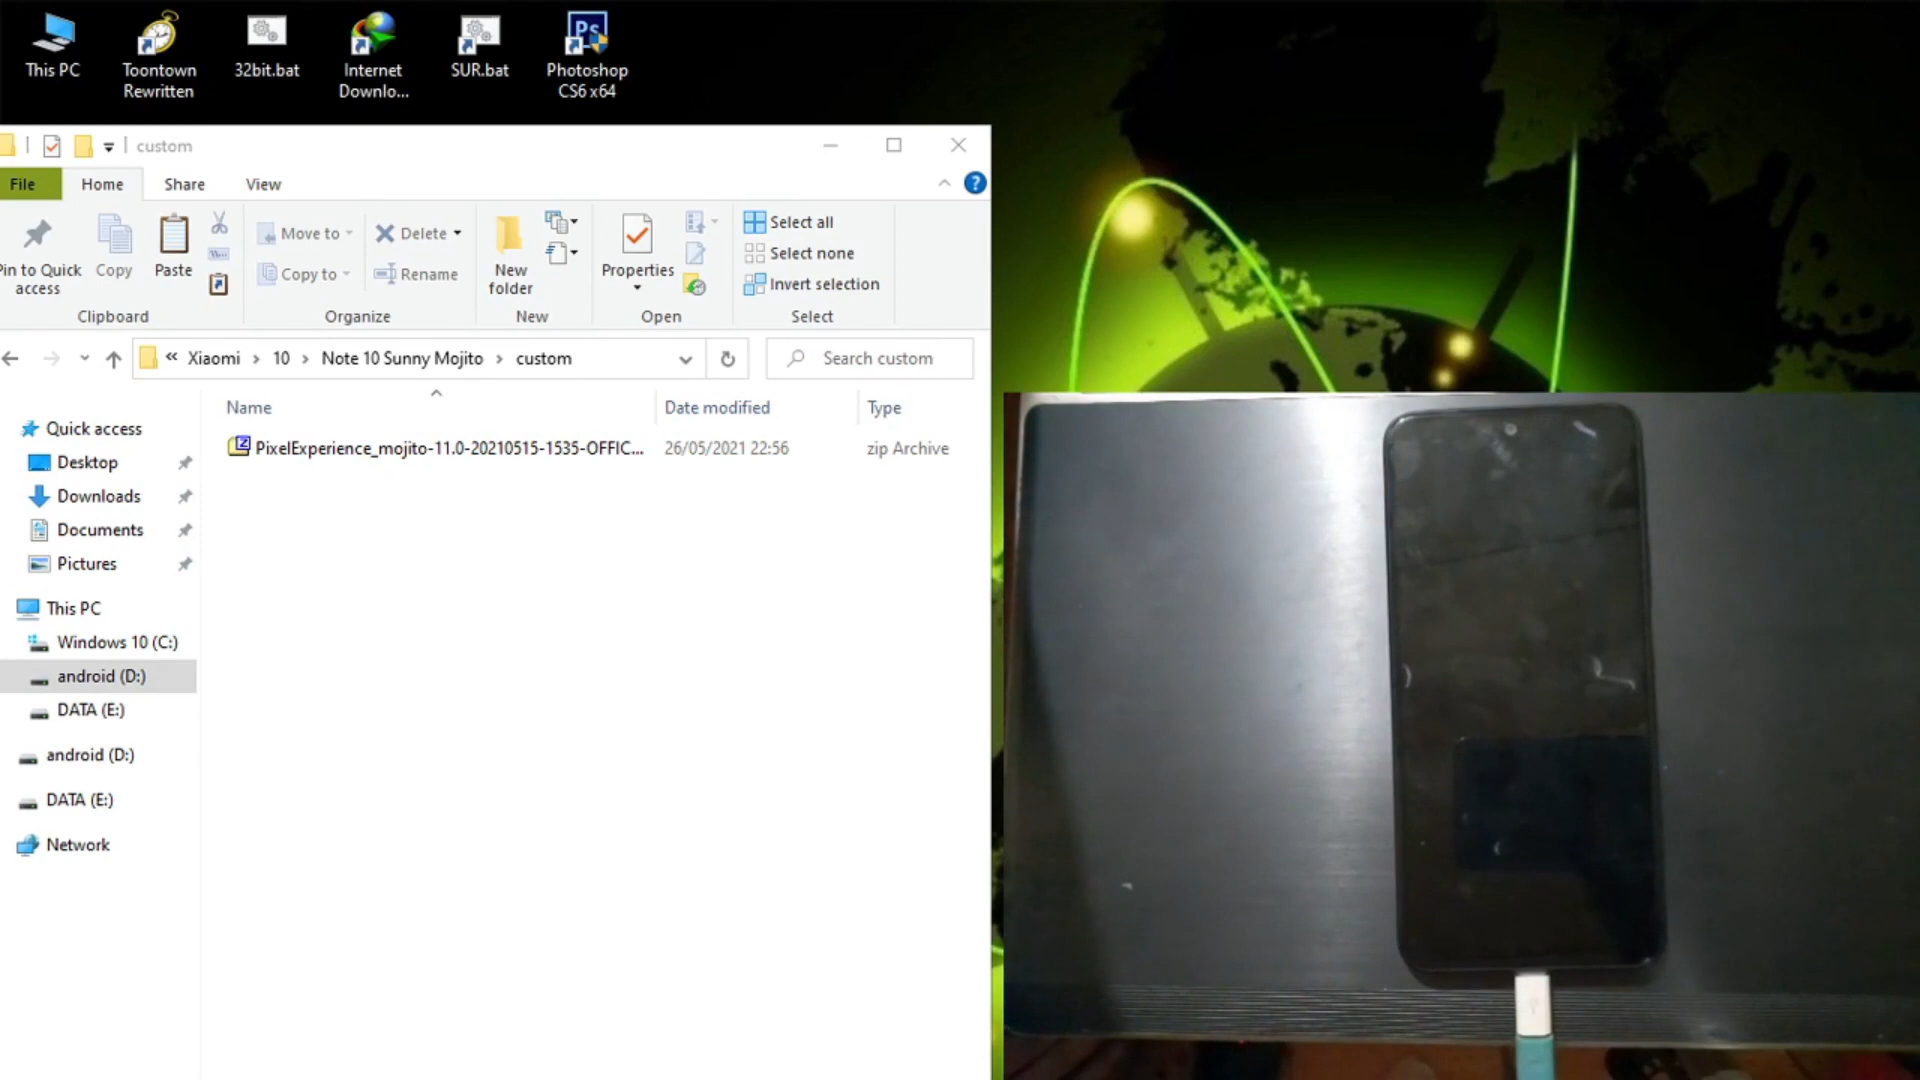 This PC
Toontown
Rewritten
32bit.bat
Internet
Downlo...
SUR.bat
Ps
Photoshop
CS6 x64
custom
File
Home
Share
View
?
Pin to Quick
access
Copy
Paste
Move to
Copy to
Delete
Rename
New
folder
Properties
Select all
Select none
Invert selection
Clipboard
Organize
New
Open
Select
« Xiaomi > 10 > Note 10 Sunny Mojito > custom
Search custom
Name
Date modified
Type
PixelExperience_mojito-11.0-20210515-1535-OFFIC...
26/05/2021 22:56
zip Archive
Quick access
Desktop
Downloads
Documents
Pictures
This PC
Windows 10 (C:)
android (D:)
DATA (E:)
android (D:)
DATA (E:)
Network